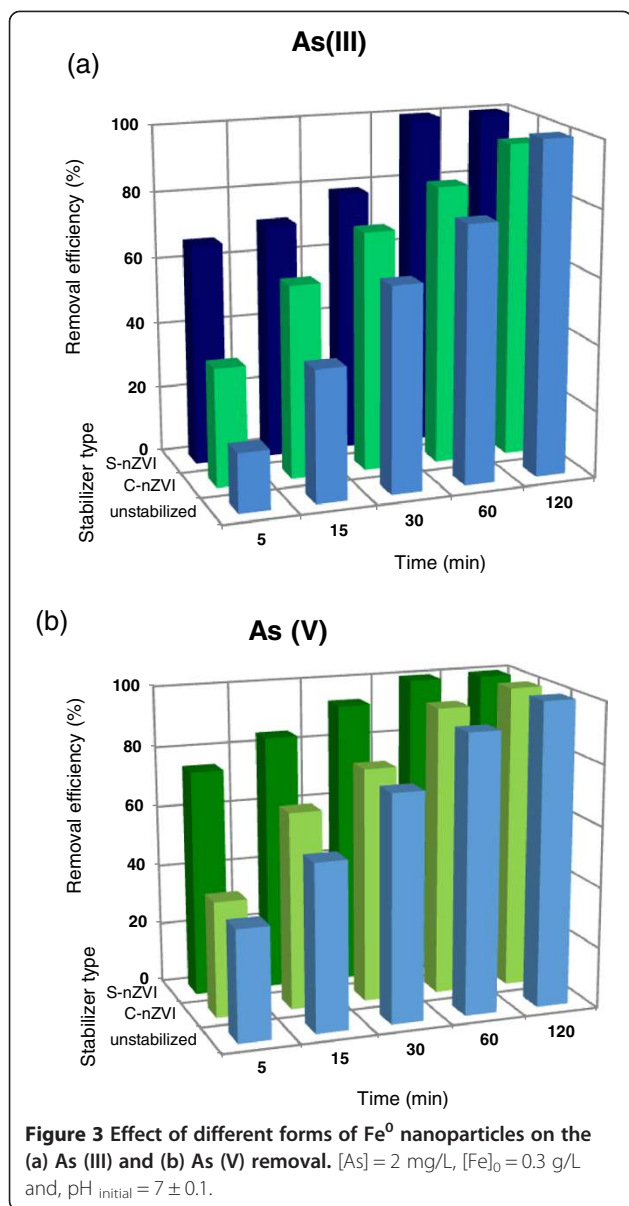 As(III)
(a)
Removal efficiency (%)
100
80
60
40
20
0
Stabilizer type
S-nZVI
C-nZVI
unstabilized
5
15
30
60
120
Time (min)
(b)
As (V)
Removal efficiency (%)
100
80
60
40
20
0
Stabilizer type
S-nZVI
C-nZVI
unstabilized
5
15
30
60
120
Time (min)
Figure 3 Effect of different forms of Fe⁰ nanoparticles on the
(a) As (III) and (b) As (V) removal. [As] = 2 mg/L, [Fe]₀ = 0.3 g/L
and, pH initial = 7 ± 0.1.